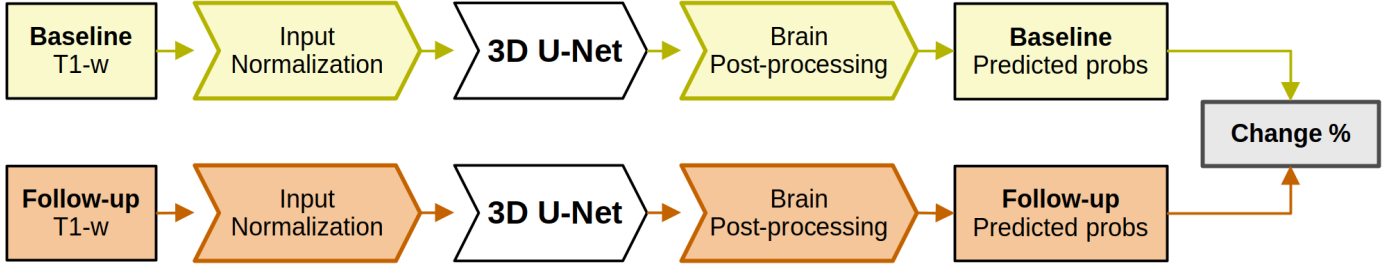 Baseline
T1-w
Input
Normalization
3D U-Net
Brain
Post-processing
Baseline
Predicted probs
Change %
Follow-up
T1-w
Input
Normalization
3D U-Net
Brain
Post-processing
Follow-up
Predicted probs